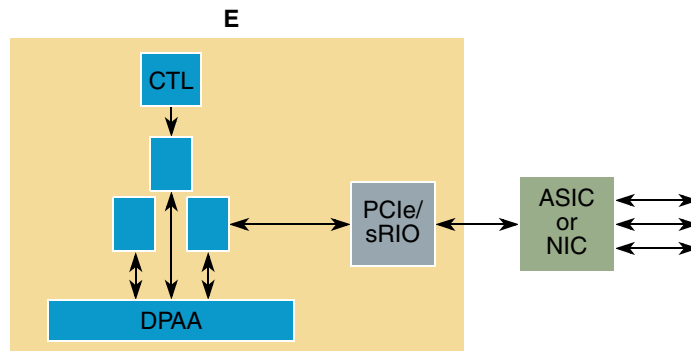 E
CTL
PCIe/
sRIO
ASIC
or
NIC
DPAA